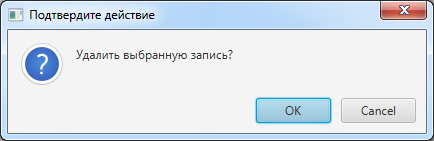 Подтвердите действие
Удалить выбранную запись?
OK
Cancel